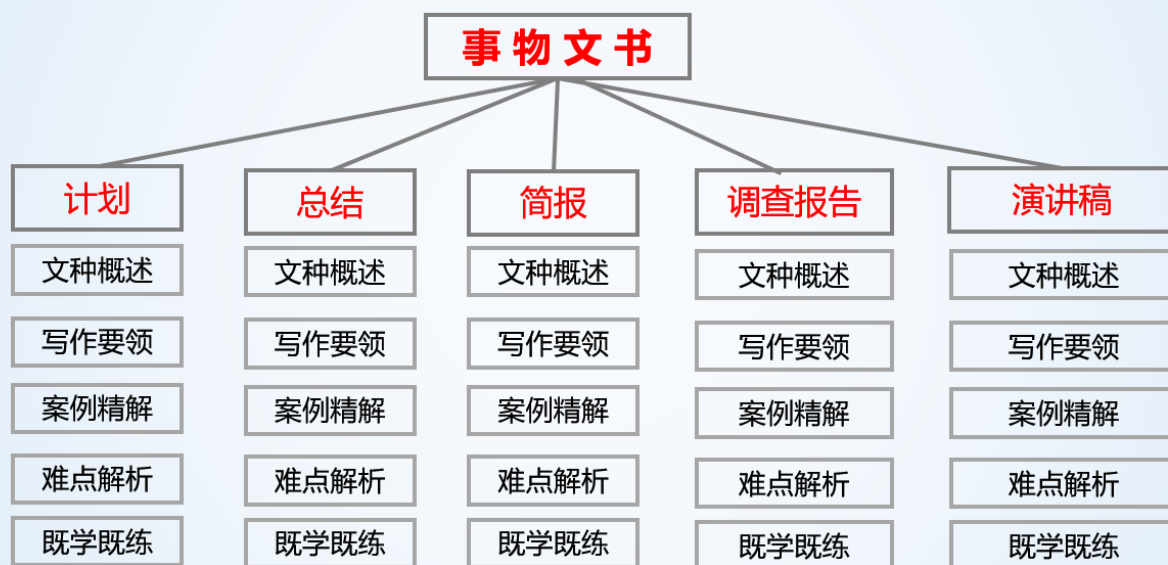 事物文书
计划 总结 简报 调查报告 演讲稿
文种概述 文种概述 文种概述 文种概述 文种概述
写作要领 写作要领 写作要领 写作要领 写作要领
案例精解 案例精解 案例精解 案例精解 案例精解
难点解析 难点解析 难点解析 难点解析 难点解析
既学既练 既学既练 既学既练 既学既练 既学既练